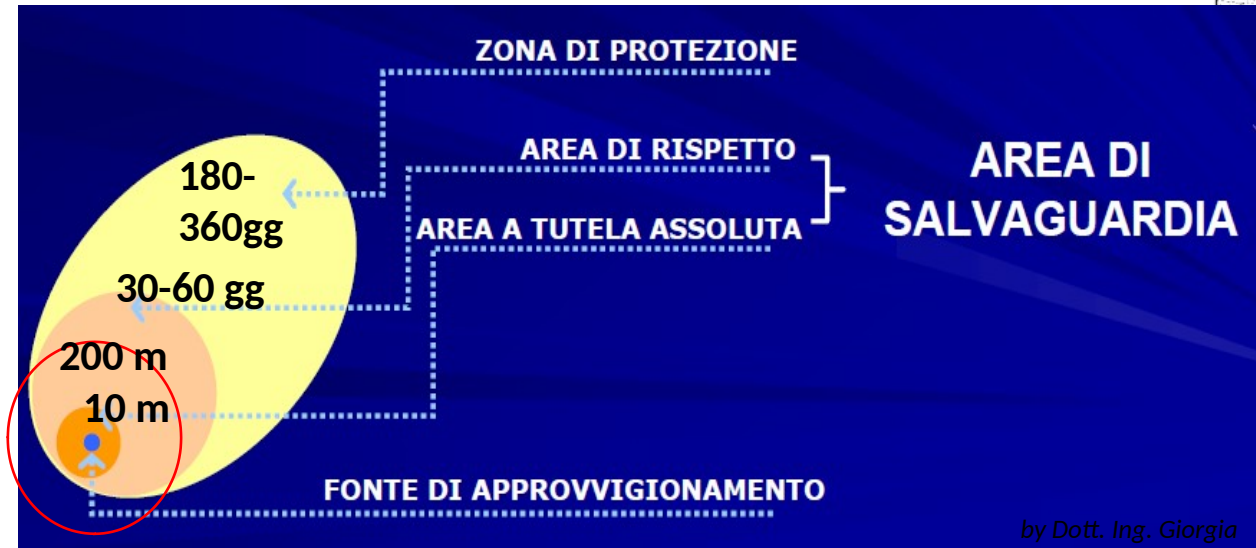 ZONA DI PROTEZIONE
AREA DI RISPETTO
AREA A TUTELA ASSOLUTA
AREA DI
SALVAGUARDIA
180-
360gg
30-60 gg
200 m
10 m
FONTE DI APPROVVIGIONAMENTO
by Dott. Ing. Giorgia